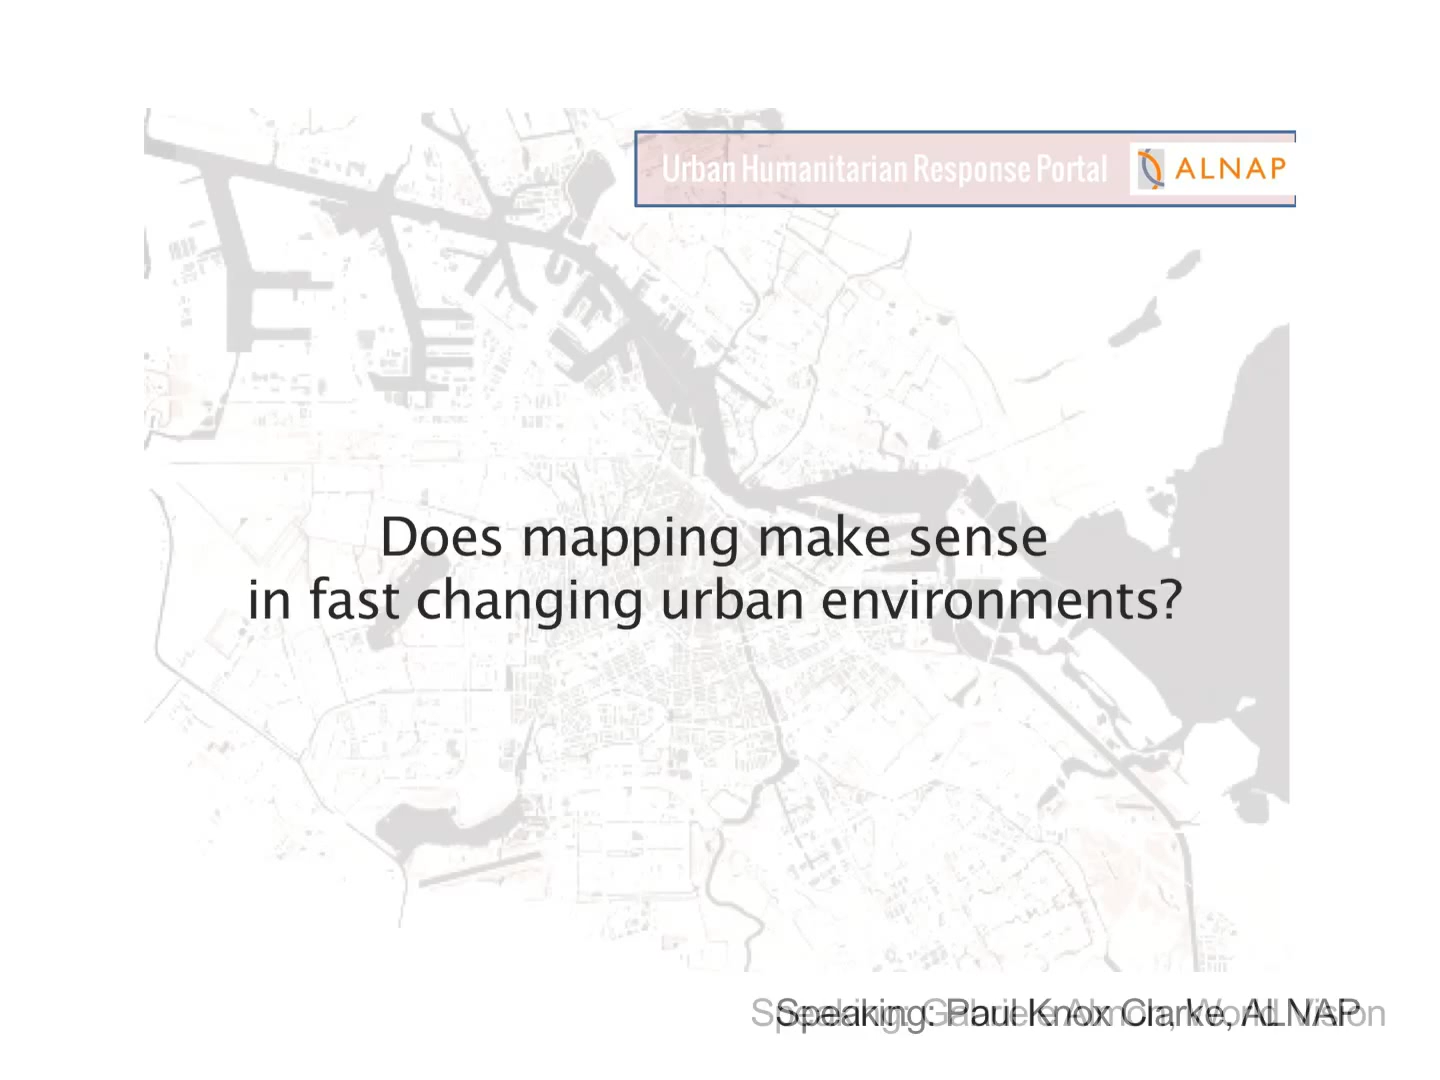 Urban Humanitarian Response Portal
ALNAP
Does mapping make sense
in fast changing urban environments?
Speaking: Paul Knox Clarke, ALNAP